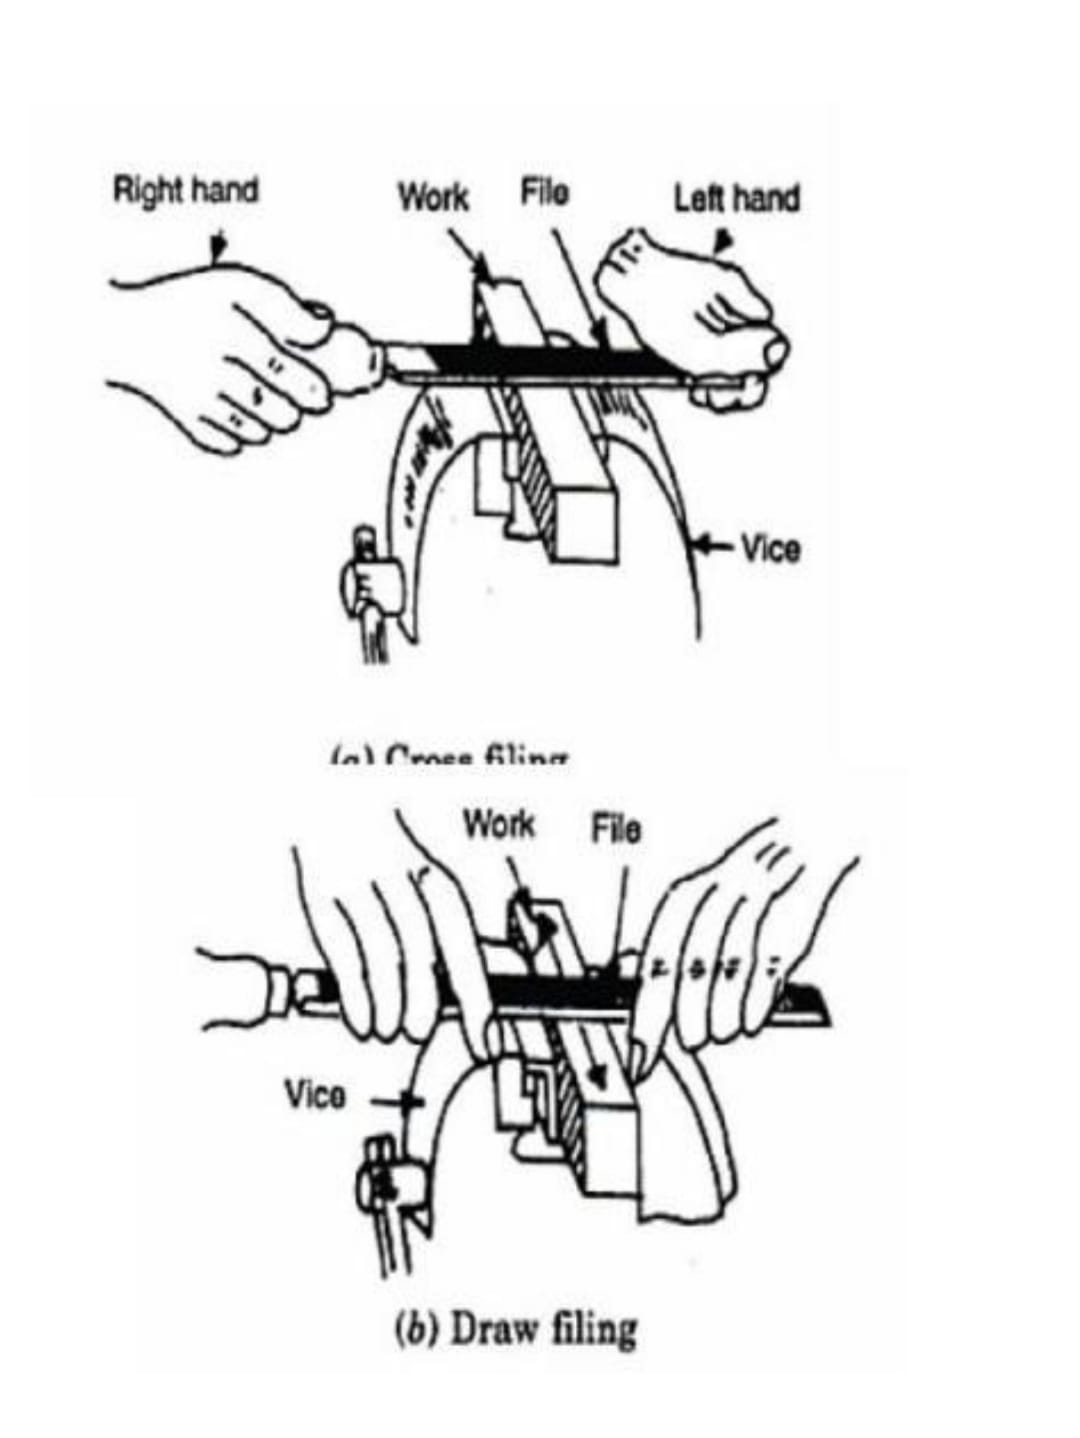 Right hand
Work
File
Left hand
Vice
(a) Cross filing
Work
File
Vice
(b) Draw filing